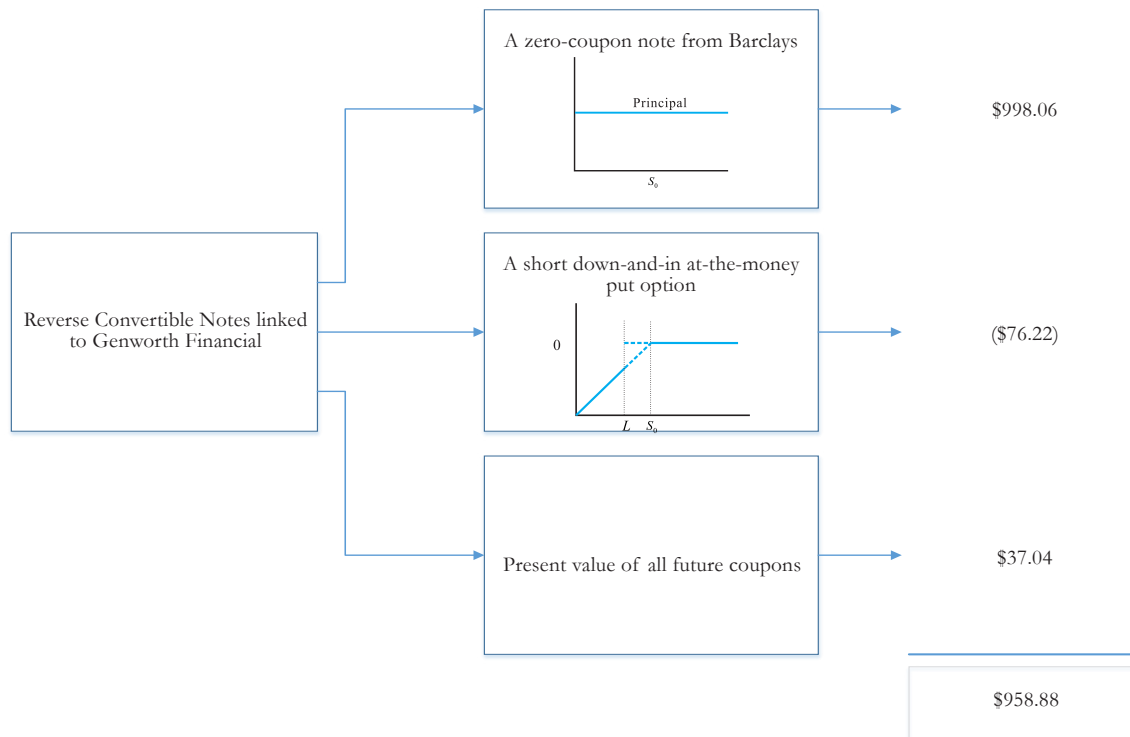 A zero-coupon note from Barclays
Principal
S₀
$998.06
Reverse Convertible Notes linked
to Genworth Financial
A short down-and-in at-the-money
put option
0
L S₀
($76.22)
Present value of all future coupons
$37.04
$958.88